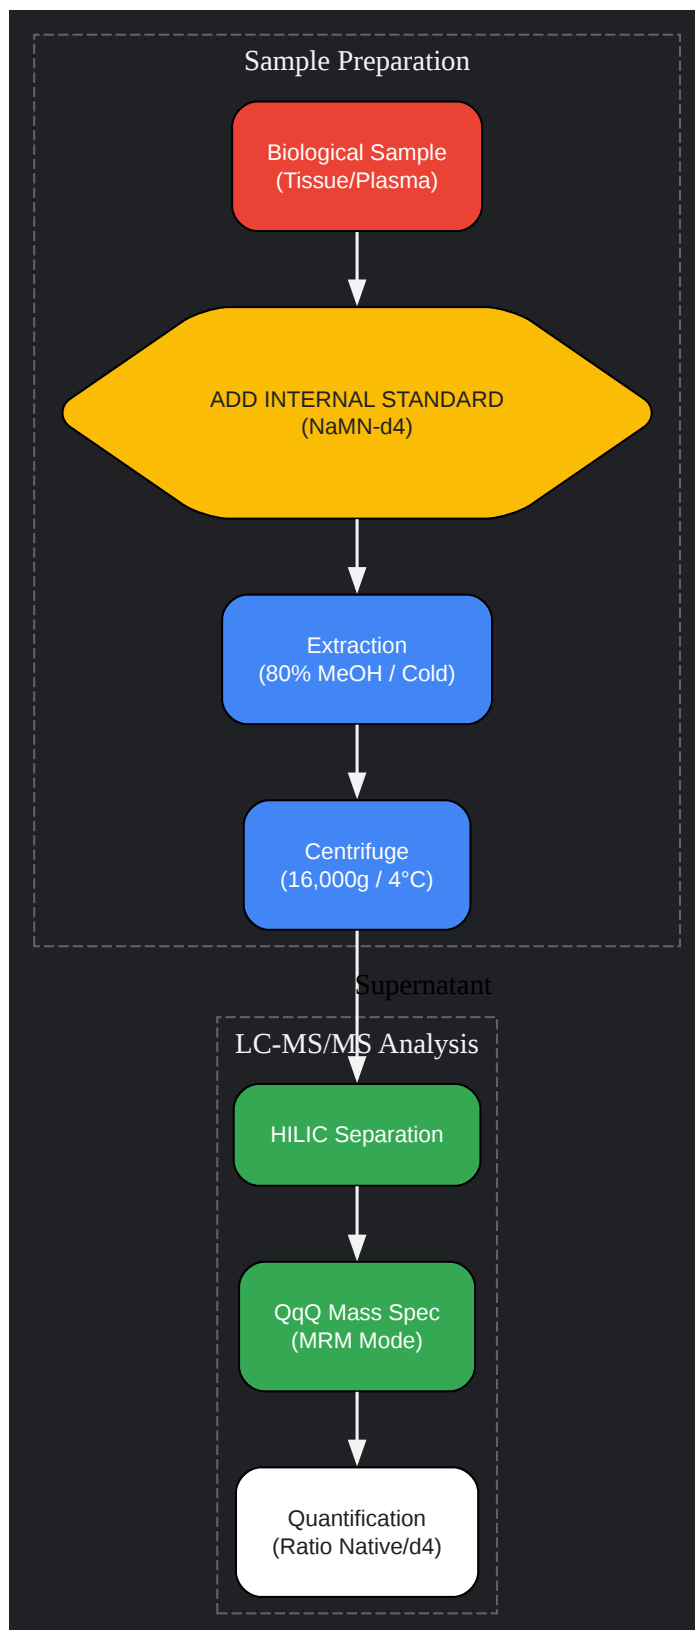 Sample Preparation
Biological Sample
(Tissue/Plasma)
ADD INTERNAL STANDARD
(NaMN-d4)
Extraction
(80% MeOH / Cold)
Centrifuge
(16,000g / 4°C)
Supernatant
LC-MS/MS Analysis
HILIC Separation
QqQ Mass Spec
(MRM Mode)
Quantification
(Ratio Native/d4)